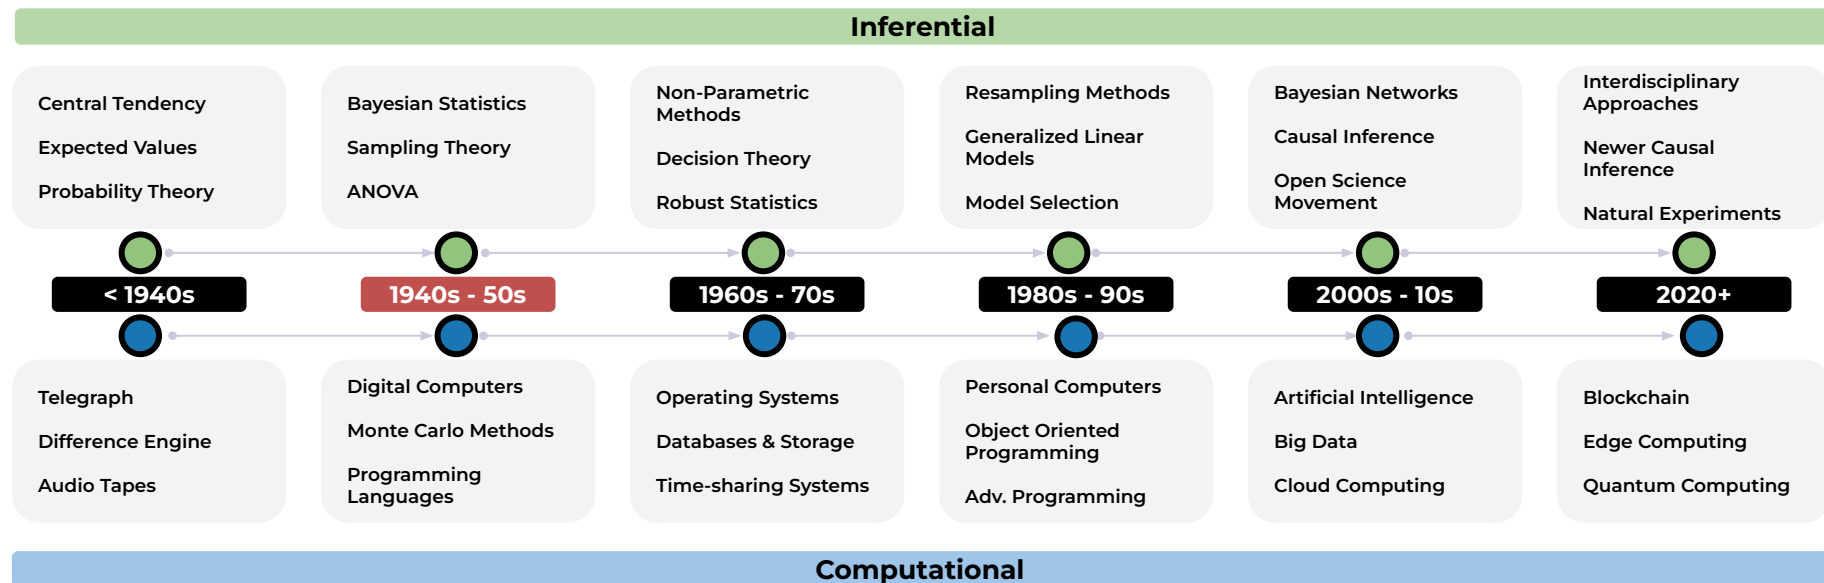 Inferential
Central Tendency
Expected Values
Probability Theory
Bayesian Statistics
Sampling Theory
ANOVA
Non-Parametric
Methods
Decision Theory
Robust Statistics
Resampling Methods
Generalized Linear
Models
Model Selection
Bayesian Networks
Causal Inference
Open Science
Movement
Interdisciplinary
Approaches
Newer Causal
Inference
Natural Experiments
< 1940s
1940s - 50s
1960s - 70s
1980s - 90s
2000s - 10s
2020+
Telegraph
Difference Engine
Audio Tapes
Digital Computers
Monte Carlo Methods
Programming
Languages
Operating Systems
Databases & Storage
Time-sharing Systems
Personal Computers
Object Oriented
Programming
Adv. Programming
Artificial Intelligence
Big Data
Cloud Computing
Blockchain
Edge Computing
Quantum Computing
Computational